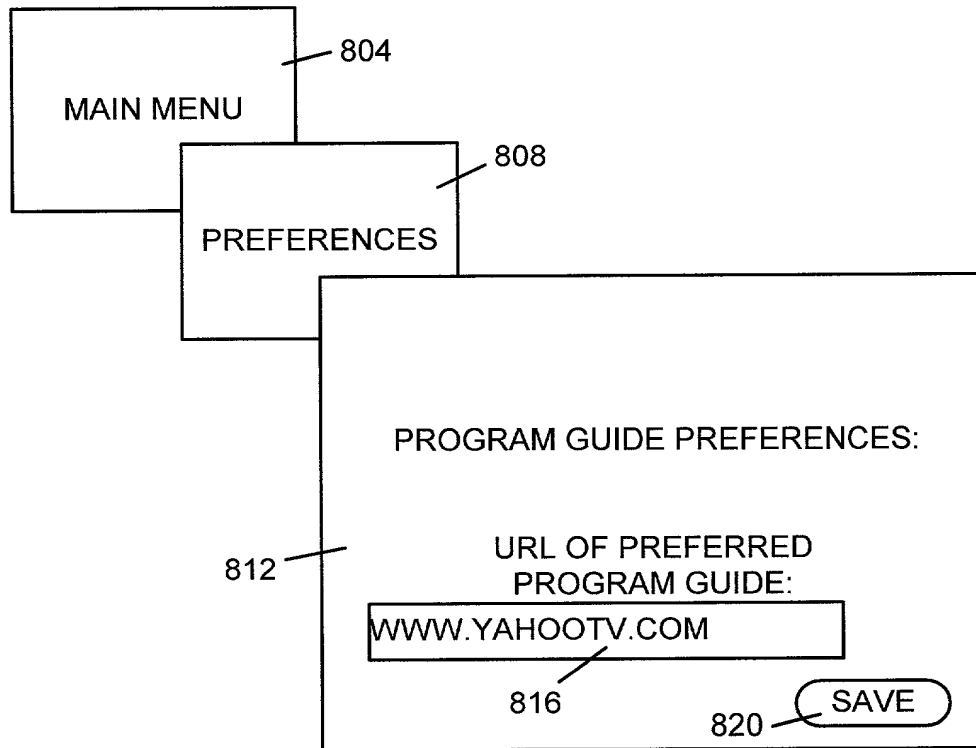 804
MAIN MENU
808
PREFERENCES
PROGRAM GUIDE PREFERENCES:
812
URL OF PREFERRED
PROGRAM GUIDE:
WWW.YAHOOTV.COM
816
SAVE
820